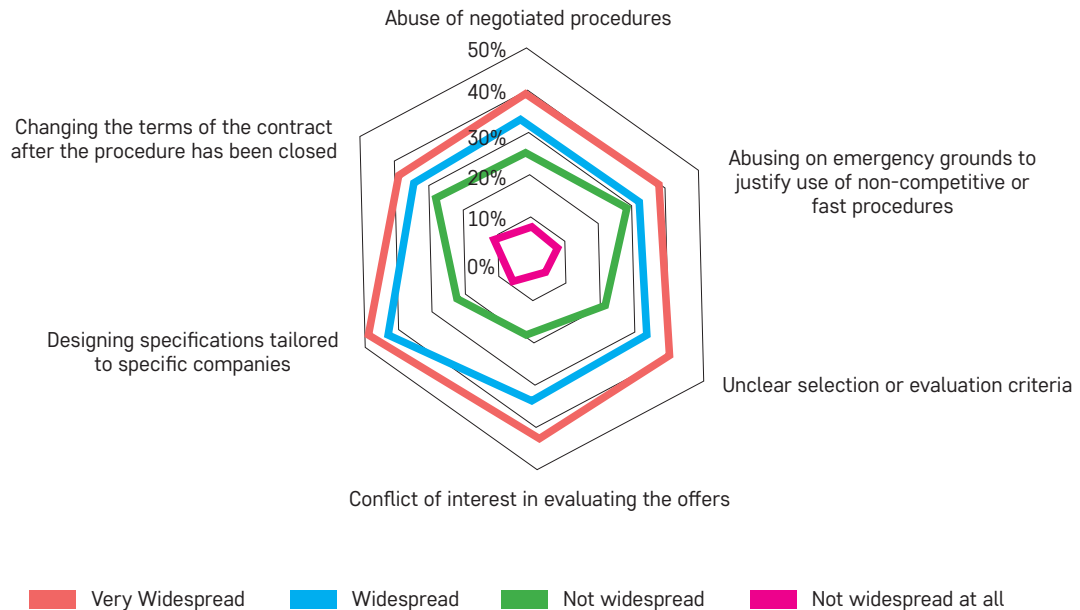 Abuse of negotiated procedures
50%
40%
30%
20%
10%
0%
Changing the terms of the contract
after the procedure has been closed
Abusing on emergency grounds to
justify use of non-competitive or
fast procedures
Designing specifications tailored
to specific companies
Unclear selection or evaluation criteria
Conflict of interest in evaluating the offers
Very Widespread
Widespread
Not widespread
Not widespread at all